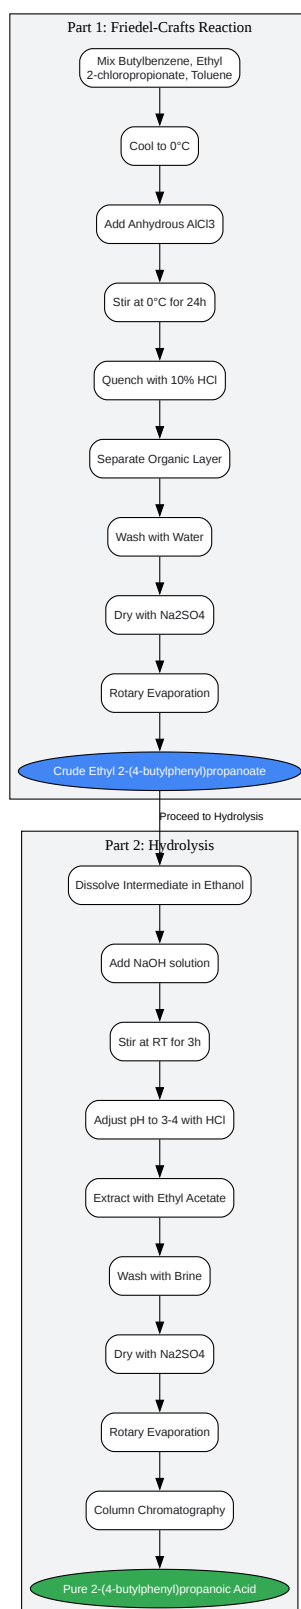 Part 1: Friedel-Crafts Reaction
Mix Butylbenzene, Ethyl
2-chloropropionate, Toluene
Cool to 0°C
Add Anhydrous AlCl3
Stir at 0°C for 24h
Quench with 10% HCl
Separate Organic Layer
Wash with Water
Dry with Na2SO4
Rotary Evaporation
Crude Ethyl 2-(4-butylphenyl)propanoate
Proceed to Hydrolysis
Part 2: Hydrolysis
Dissolve Intermediate in Ethanol
Add NaOH solution
Stir at RT for 3h
Adjust pH to 3-4 with HCl
Extract with Ethyl Acetate
Wash with Brine
Dry with Na2SO4
Rotary Evaporation
Column Chromatography
Pure 2-(4-butylphenyl)propanoic Acid